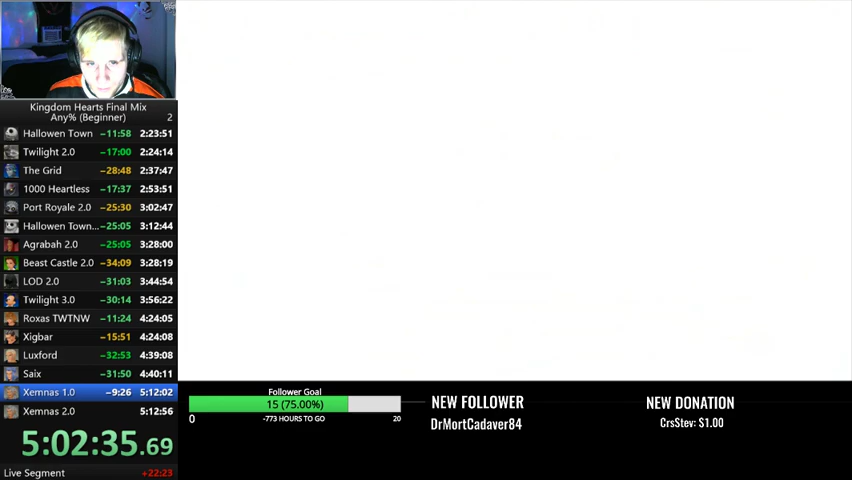 Kingdom Hearts Final Mix
Any% (Beginner) 2
Hallowen Town -11:58 2:23:51
Twilight 2.0 -17:00 2:24:14
The Grid -28:48 2:37:47
1000 Heartless -17:37 2:53:51
Port Royale 2.0 -25:30 3:02:47
Hallowen Town... -25:05 3:12:44
Agrabah 2.0 -25:05 3:28:00
Beast Castle 2.0 -34:09 3:28:19
LOD 2.0 -31:03 3:44:54
Twilight 3.0 -30:14 3:56:22
Roxas TWTNW -11:24 4:24:05
Xigbar -15:51 4:24:08
Luxford -32:53 4:39:08
Saix -31:50 4:40:11
Xemnas 1.0 -9:26 5:12:02
Xemnas 2.0 5:12:56
5:02:35.69
Live Segment +22:23
Follower Goal
15 (75.00%)
0 -773 HOURS TO GO 20
NEW FOLLOWER
DrMortCadaver84
NEW DONATION
CrsStev: $1.00